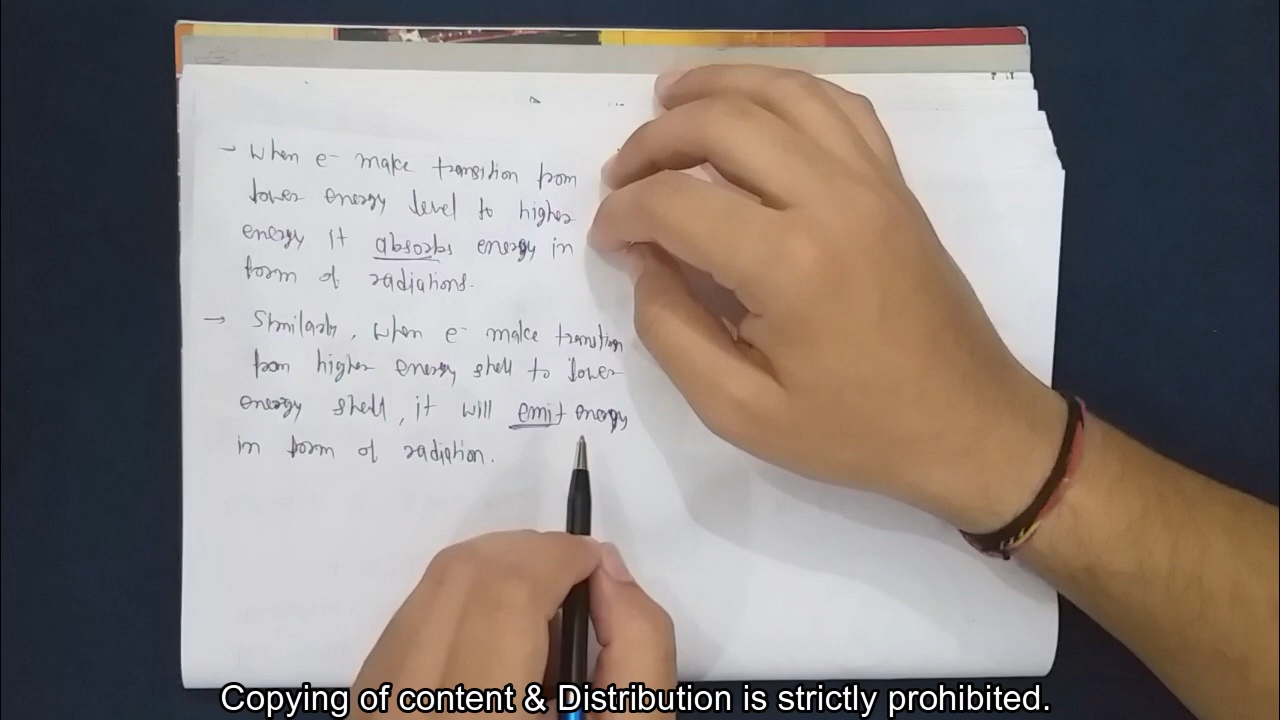 → When e- make transition from
lower energy level to higher
energy it absorbs energy in
form of radiations.
→ Similarly, when e- make transition
from higher energy shell to lower
energy shell, it will emit energy
in form of radiation.
Copying of content & Distribution is strictly prohibited.